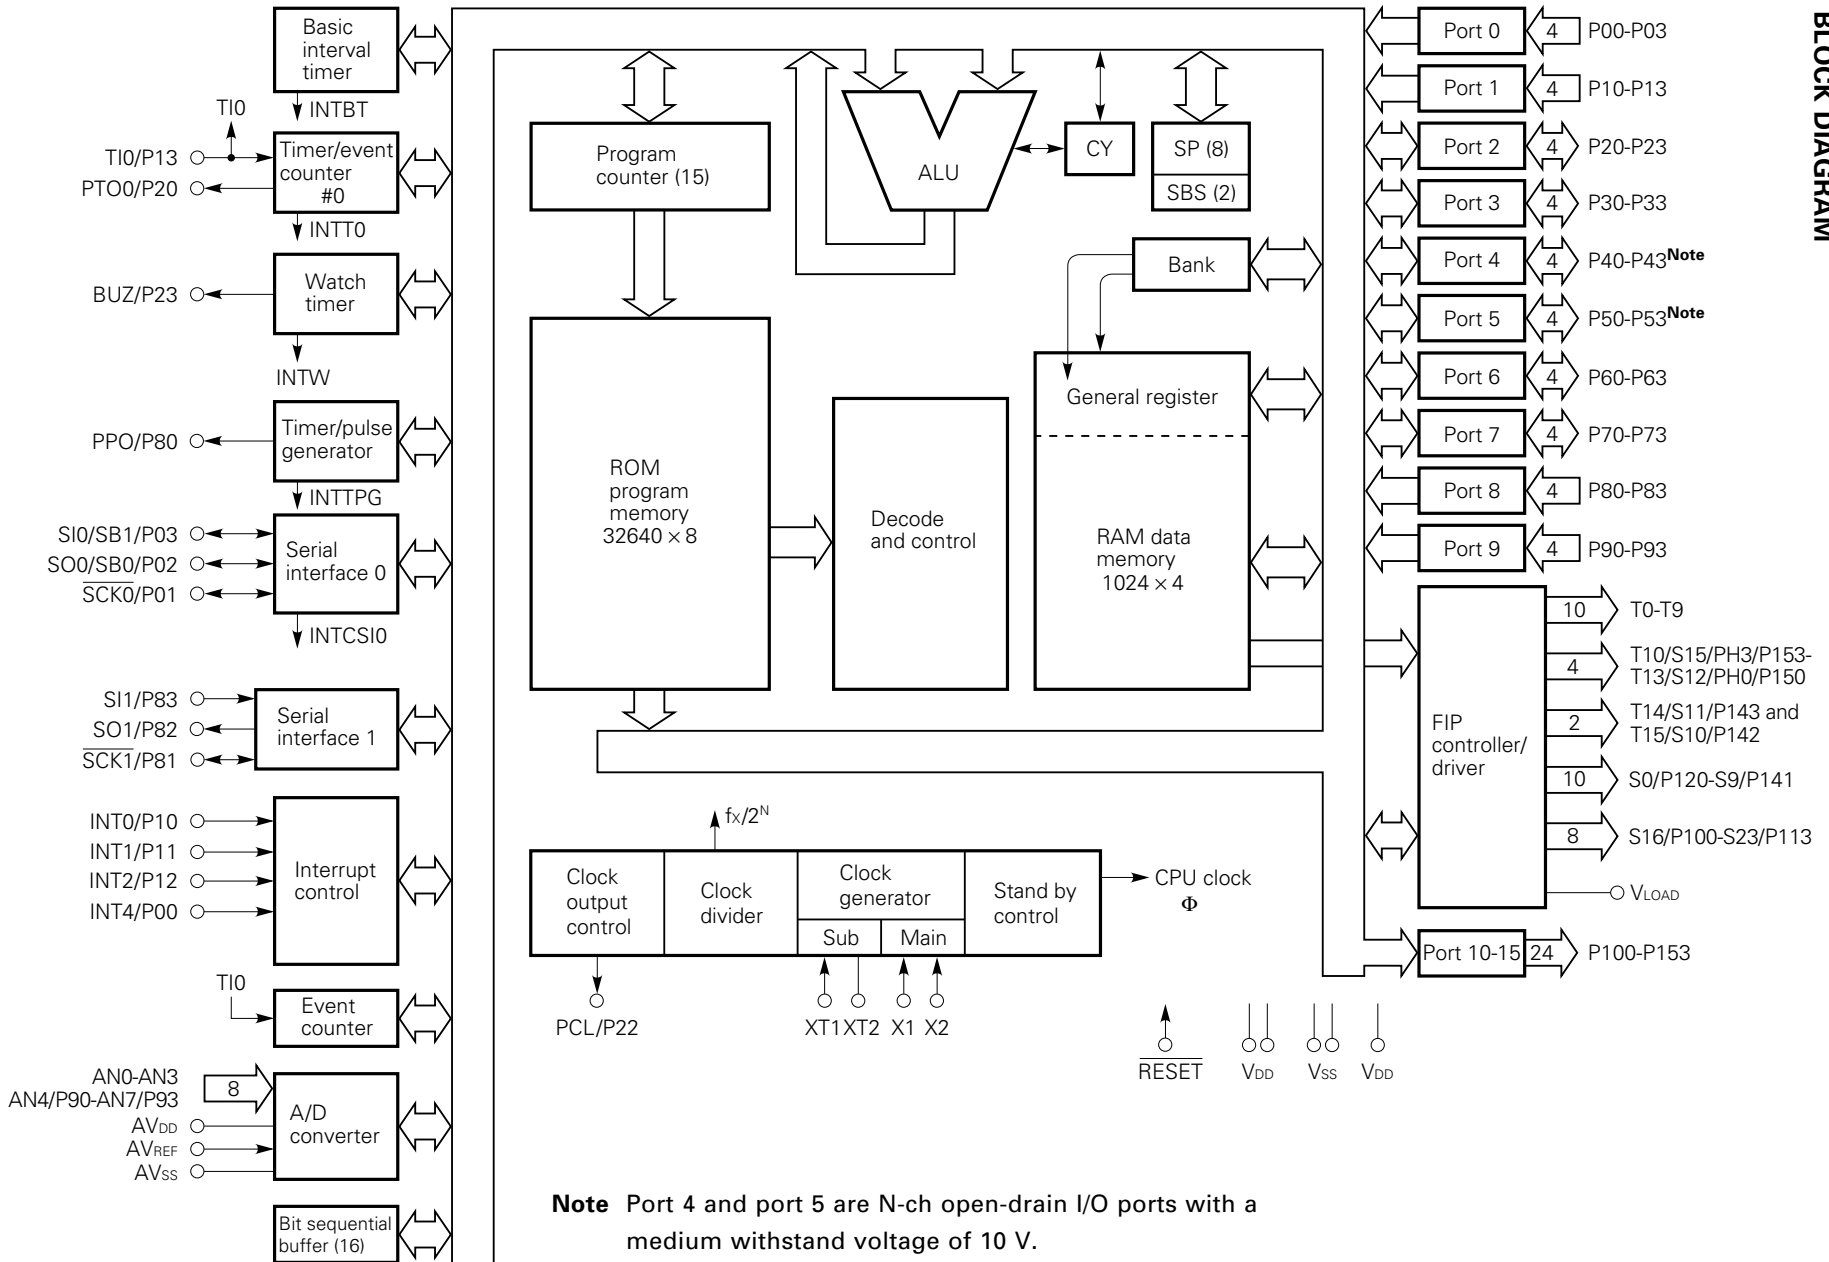 BLOCK DIAGRAM
Basic
interval
timer
INTBT
TI0
TI0/P13
PTO0/P20
Timer/event
counter
#0
INTT0
BUZ/P23
Watch
timer
INTW
PPO/P80
Timer/pulse
generator
INTTPG
SI0/SB1/P03
SO0/SB0/P02
SCK0/P01
Serial
interface 0
INTCSI0
SI1/P83
SO1/P82
SCK1/P81
Serial
interface 1
INT0/P10
INT1/P11
INT2/P12
INT4/P00
Interrupt
control
TI0
Event
counter
AN0-AN3
AN4/P90-AN7/P93
8
AVDD
AVREF
AVSS
A/D
converter
Bit sequential
buffer (16)
Program
counter (15)
ALU
CY
SP (8)
SBS (2)
Bank
ROM
program
memory
32640 × 8
Decode
and control
General register
RAM data
memory
1024 × 4
fX/2N
Clock
output
control
Clock
divider
Clock
generator
Sub
Main
Stand by
control
CPU clock
Φ
PCL/P22
XT1 XT2 X1 X2
RESET
VDD
VSS
VDD
Port 0 4 P00-P03
Port 1 4 P10-P13
Port 2 4 P20-P23
Port 3 4 P30-P33
Port 4 4 P40-P43Note
Port 5 4 P50-P53Note
Port 6 4 P60-P63
Port 7 4 P70-P73
Port 8 4 P80-P83
Port 9 4 P90-P93
FIP
controller/
driver
10 T0-T9
4 T10/S15/PH3/P153-
T13/S12/PH0/P150
2 T14/S11/P143 and
T15/S10/P142
10 S0/P120-S9/P141
8 S16/P100-S23/P113
VLOAD
Port 10-15 24 P100-P153
Note Port 4 and port 5 are N-ch open-drain I/O ports with a
medium withstand voltage of 10 V.